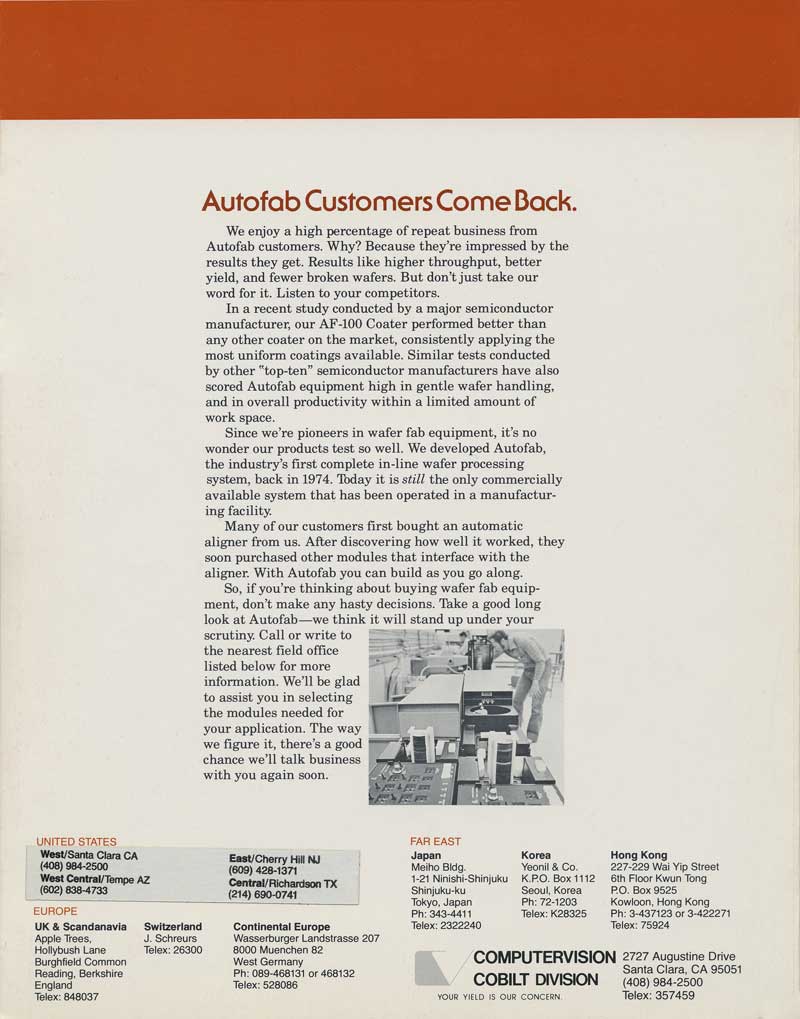 Autofab Customers Come Back.
We enjoy a high percentage of repeat business from
Autofab customers. Why? Because they're impressed by the
results they get. Results like higher throughput, better
yield, and fewer broken wafers. But don't just take our
word for it. Listen to your competitors.
In a recent study conducted by a major semiconductor
manufacturer, our AF-100 Coater performed better than
any other coater on the market, consistently applying the
most uniform coatings available. Similar tests conducted
by other "top-ten" semiconductor manufacturers have also
scored Autofab equipment high in gentle wafer handling,
and in overall productivity within a limited amount of
work space.
Since we're pioneers in wafer fab equipment, it's no
wonder our products test so well. We developed Autofab,
the industry's first complete in-line wafer processing
system, back in 1974. Today it is still the only commercially
available system that has been operated in a manufactur-
ing facility.
Many of our customers first bought an automatic
aligner from us. After discovering how well it worked, they
soon purchased other modules that interface with the
aligner. With Autofab you can build as you go along.
So, if you're thinking about buying wafer fab equip-
ment, don't make any hasty decisions. Take a good long
look at Autofab—we think it will stand up under your
scrutiny. Call or write to
the nearest field office
listed below for more
information. We'll be glad
to assist you in selecting
the modules needed for
your application. The way
we figure it, there's a good
chance we'll talk business
with you again soon.
UNITED STATES
West/Santa Clara CA
(408) 984-2500
West Central/Tempe AZ
(602) 838-4733
East/Cherry Hill NJ
(609) 428-1371
Central/Richardson TX
(214) 690-0741
EUROPE
UK & Scandanavia
Apple Trees,
Hollybush Lane
Burghfield Common
Reading, Berkshire
England
Telex: 848037
Switzerland
J. Schreurs
Telex: 26300
Continental Europe
Wasserburger Landstrasse 207
8000 Muenchen 82
West Germany
Ph: 089-468131 or 468132
Telex: 528086
FAR EAST
Japan
Meiho Bldg.
1-21 Ninishi-Shinjuku
Shinjuku-ku
Tokyo, Japan
Ph: 343-4411
Telex: 2322240
Korea
Yeonil & Co.
K.P.O. Box 1112
Seoul, Korea
Ph: 72-1203
Telex: K28325
Hong Kong
227-229 Wai Yip Street
6th Floor Kwun Tong
P.O. Box 9525
Kowloon, Hong Kong
Ph: 3-437123 or 3-422271
Telex: 75924
COMPUTERVISION
COBILT DIVISION
YOUR YIELD IS OUR CONCERN.
2727 Augustine Drive
Santa Clara, CA 95051
(408) 984-2500
Telex: 357459